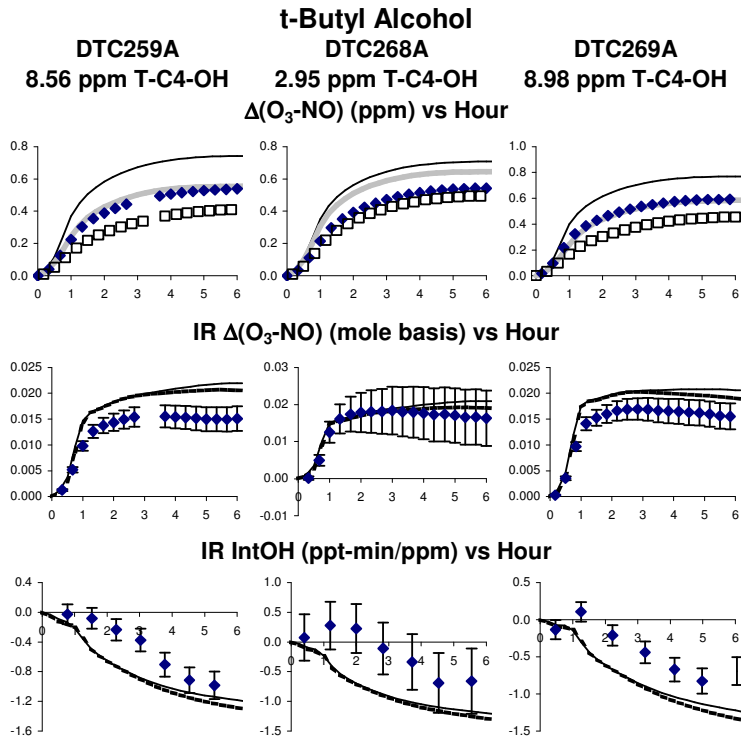 t-Butyl Alcohol
DTC259A DTC268A DTC269A
8.56 ppm T-C4-OH 2.95 ppm T-C4-OH 8.98 ppm T-C4-OH
Δ(O₃-NO) (ppm) vs Hour
0.8 0.8 1.0
0.8
0.6 0.6
0.6
0.4 0.4
0.4
0.2 0.2
0.2
0.0 0.0 0.0
0 1 2 3 4 5 6 0 1 2 3 4 5 6 0 1 2 3 4 5 6
IR Δ(O₃-NO) (mole basis) vs Hour
0.025 0.03 0.025
0.020 0.020
0.02
0.015 0.015
0.01
0.010 0.010
0.00
0.005 0.005
0.000 -0.01 0.000
0 1 2 3 4 5 6 0 1 2 3 4 5 6 0 1 2 3 4 5 6
IR IntOH (ppt-min/ppm) vs Hour
0.4 1.0 0.5
0.5
0.0 0.0
0 1 2 3 4 5 6 0.0 0 1 2 3 4 5 6
0 1 2 3 4 5 6
-0.4 -0.5
-0.5
-0.8
-1.0 -1.0
-1.2
-1.6 -1.5 -1.5